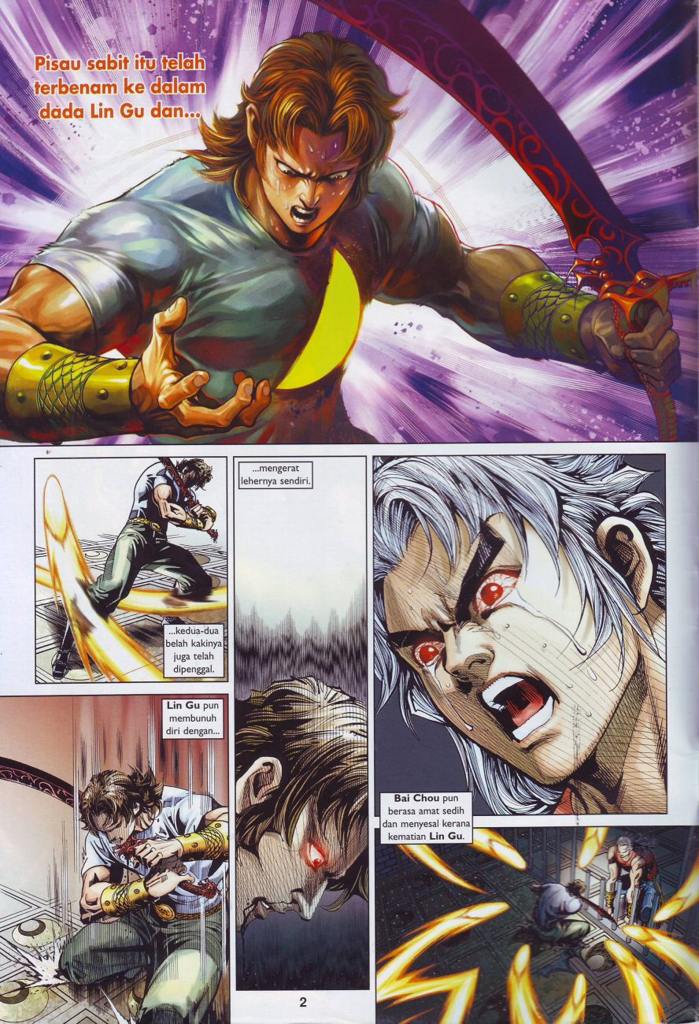 Pisau sabit itu telah
terbenam ke dalam
dada Lin Gu dan...
...kedua-dua
belah kakinya
juga telah
dipenggal.
Lin Gu pun
membunuh
diri dengan...
...mengerat
lehernya sendiri.
Bai Chou pun
berasa amat sedih
dan menyesal kerana
kematian Lin Gu.
2